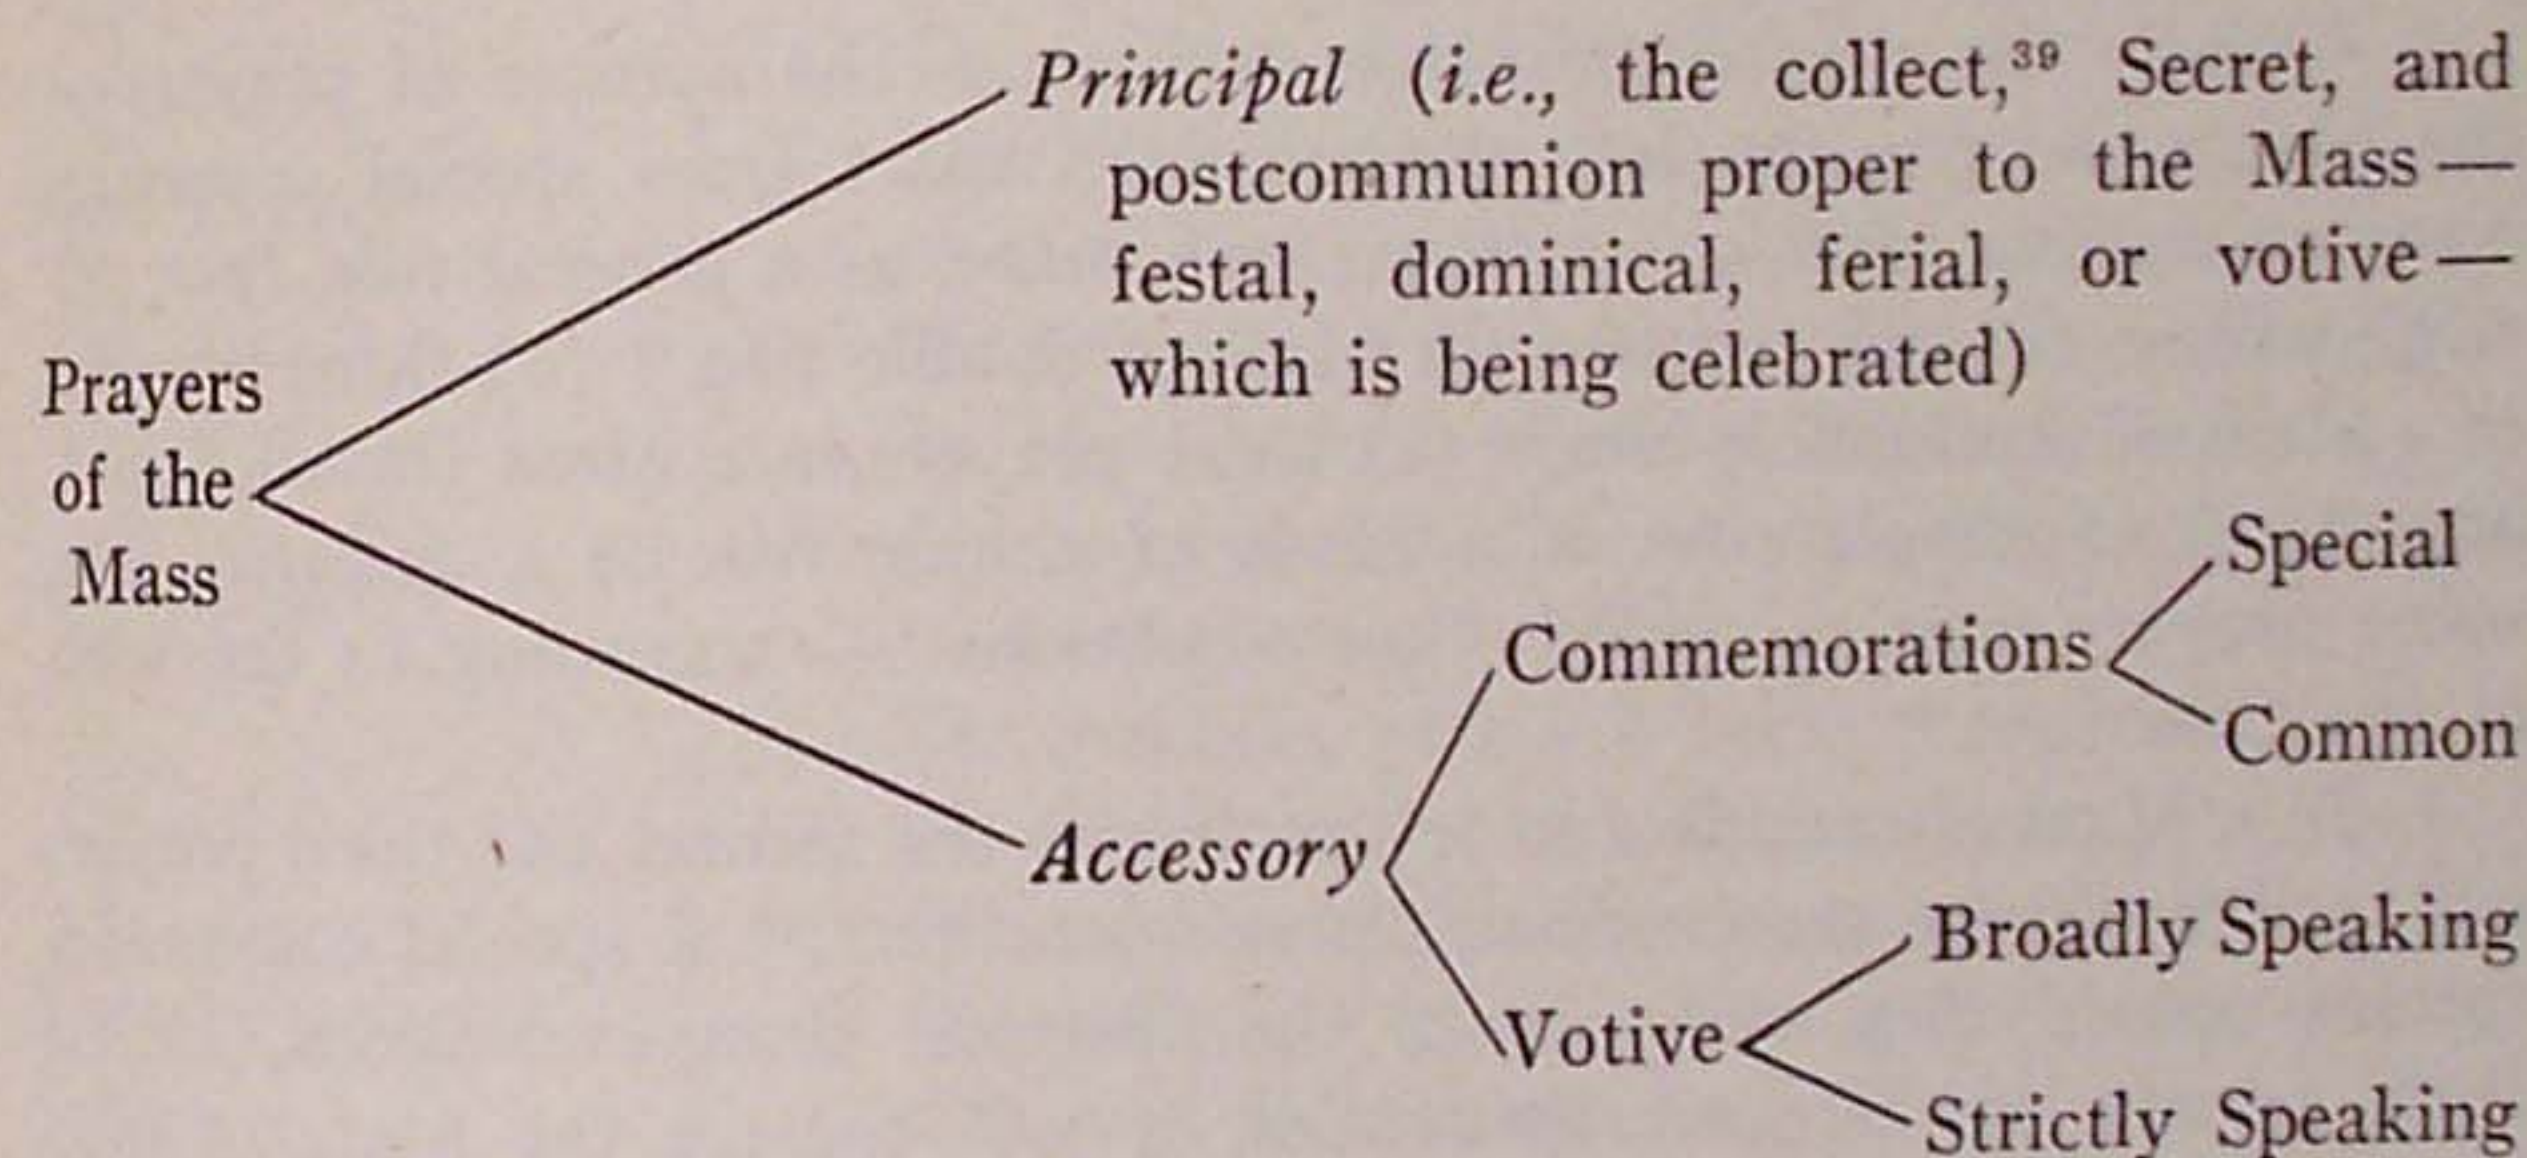 Principal (i.e., the collect,³⁹ Secret, and
postcommunion proper to the Mass —
festal, dominical, ferial, or votive —
which is being celebrated)
Prayers
of the
Mass
Special
Commemorations
Common
Accessory
Broadly Speaking
Votive
Strictly Speaking